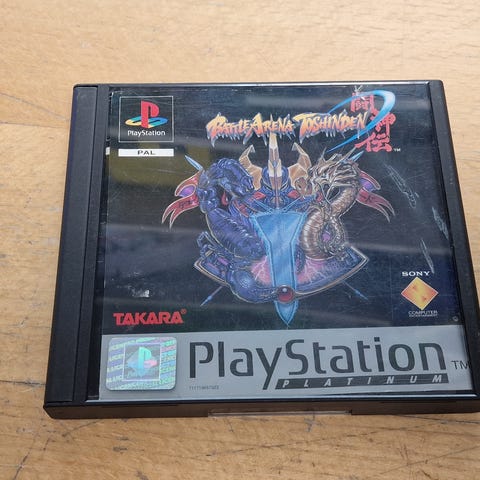 PlayStation
PAL
BATTLE ARENA TOSHINDEN
闘神伝
TM
SONY
COMPUTER
TAKARA®
PlayStation TM
PLATINUM